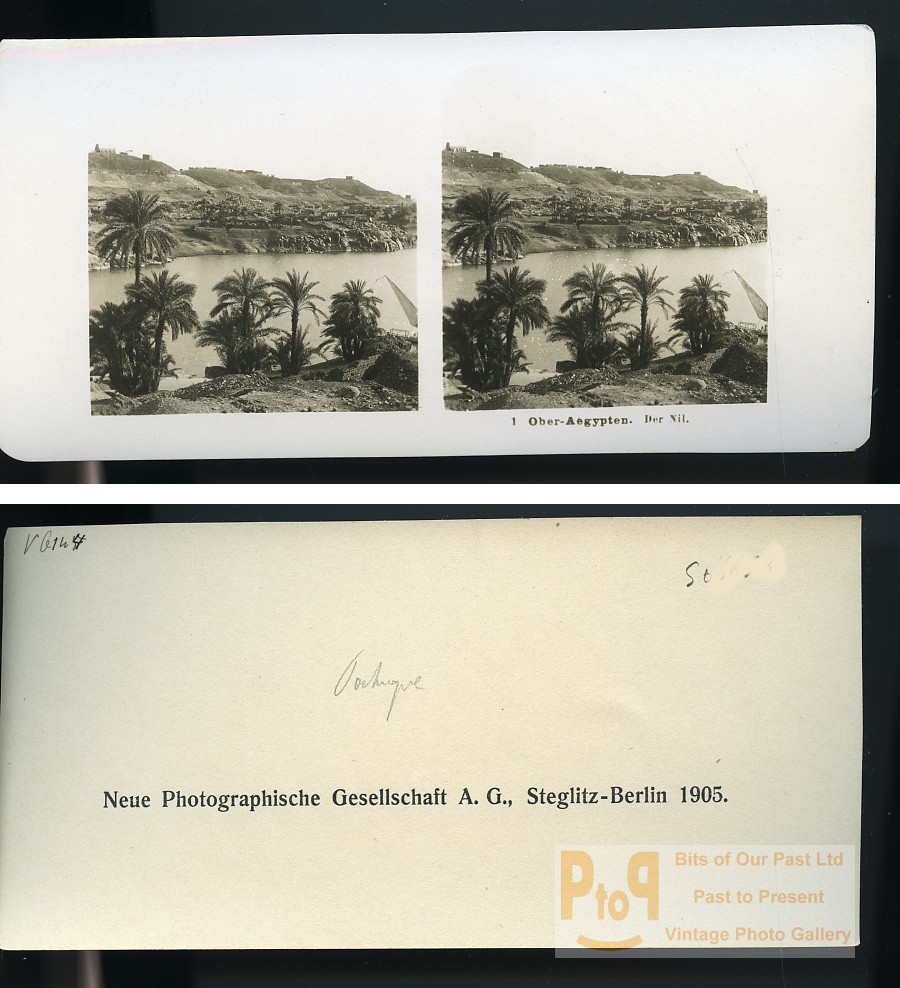 1 Ober-Aegypten. Der Nil.
Neue Photographische Gesellschaft A. G., Steglitz-Berlin 1905.
PtoP
Bits of Our Past Ltd
Past to Present
Vintage Photo Gallery